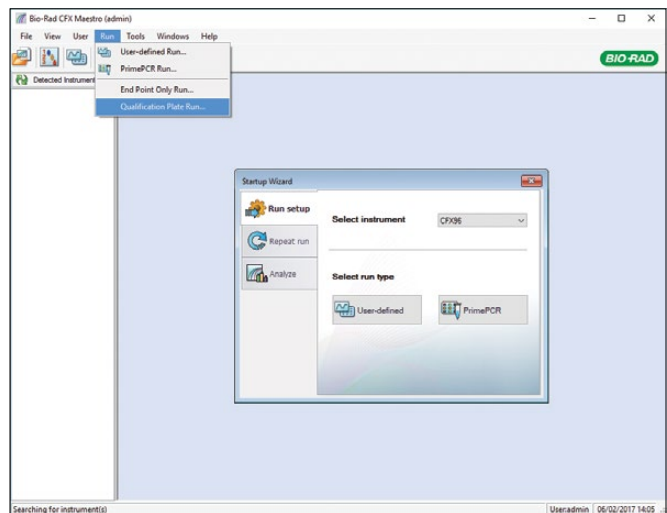 Bio-Rad CFX Maestro (admin)
File View User Run Tools Windows Help
User-defined Run...
PrimePCR Run...
End Point Only Run...
Qualification Plate Run...
BIO-RAD
Detected Instrument
Startup Wizard
Run setup
Repeat run
Analyze
Select instrument CFX96
Select run type
User-defined PrimePCR
Searching for instrument(s) User:admin 06/02/2017 14:05